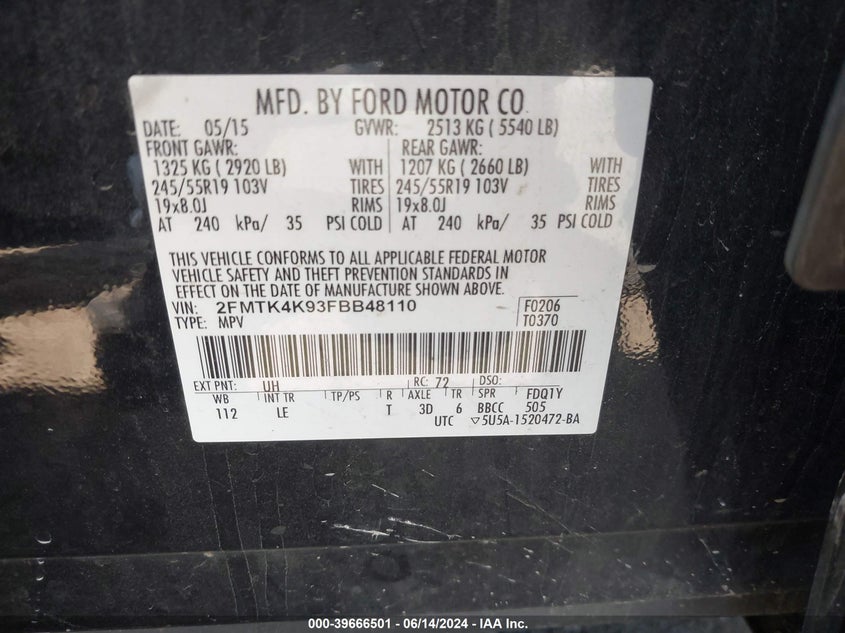 MFD. BY FORD MOTOR CO.
DATE: 05/15 GVWR: 2513 KG ( 5540 LB)
FRONT GAWR: REAR GAWR:
1325 KG ( 2920 LB) WITH 1207 KG ( 2660 LB) WITH
245/55R19 103V TIRES 245/55R19 103V TIRES
19x8.0J RIMS 19x8.0J RIMS
AT 240 kPa/ 35 PSI COLD AT 240 kPa/ 35 PSI COLD
THIS VEHICLE CONFORMS TO ALL APPLICABLE FEDERAL MOTOR
VEHICLE SAFETY AND THEFT PREVENTION STANDARDS IN
EFFECT ON THE DATE OF MANUFACTURE SHOWN ABOVE.
VIN: 2FMTK4K93FBB48110 F0206
TYPE: MPV T0370
EXT PNT: UH RC: 72 DSO:
WB INT TR TP/PS R AXLE TR SPR FDQ1Y
112 LE T 3D 6 BBCC 505
UTC ▽5U5A-1520472-BA
000-39666501 - 06/14/2024 - IAA Inc.